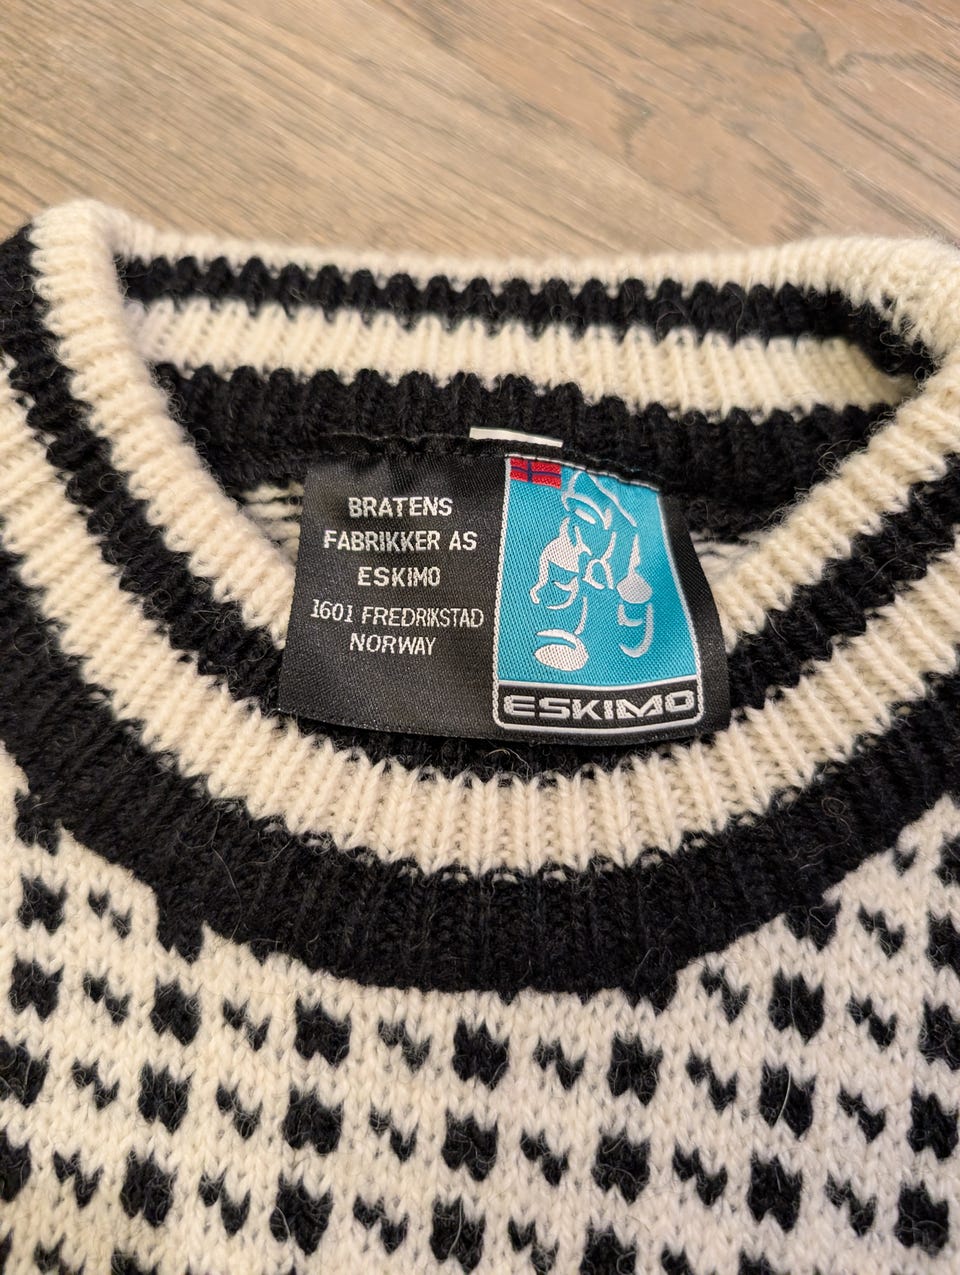 BRATENS
FABRIKKER AS
ESKIMO
1601 FREDRIKSTAD
NORWAY
ESKIMO